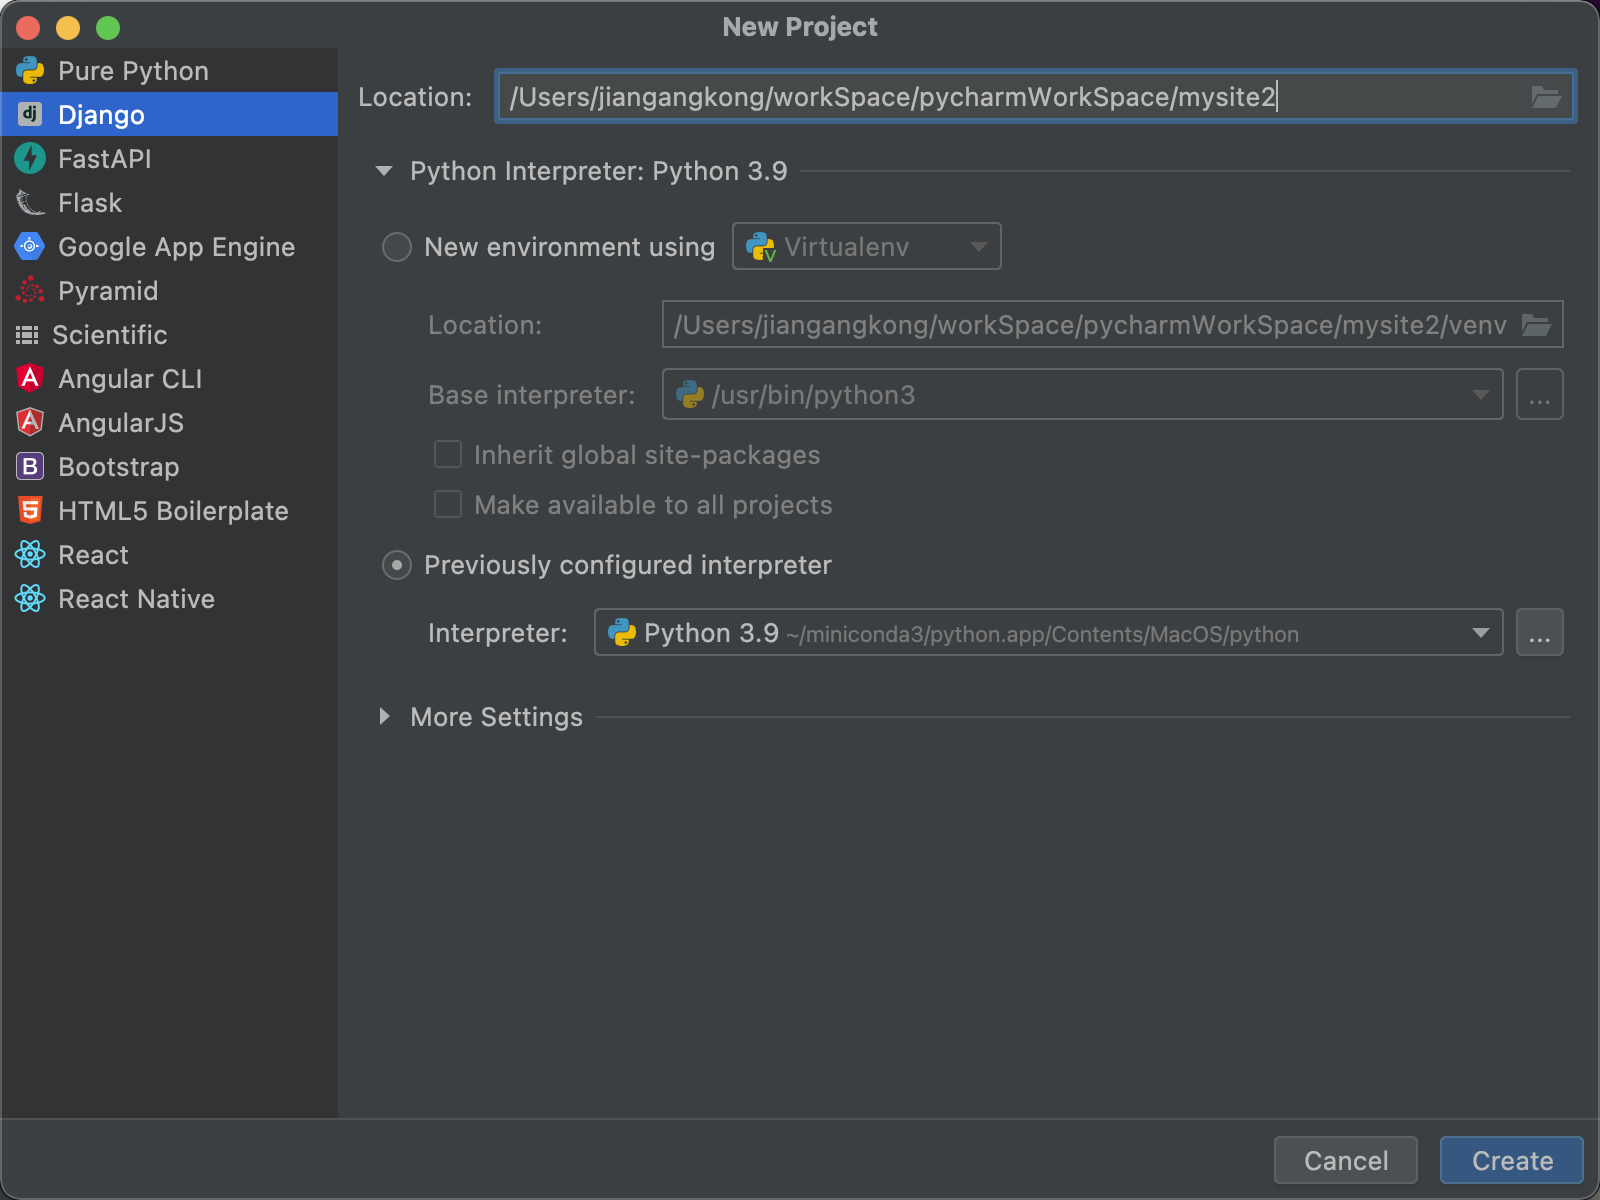 New Project
Pure Python
Django
FastAPI
Flask
Google App Engine
Pyramid
Scientific
Angular CLI
AngularJS
Bootstrap
HTML5 Boilerplate
React
React Native
Location: /Users/jiangangkong/workSpace/pycharmWorkSpace/mysite2
Python Interpreter: Python 3.9
New environment using Virtualenv
Location: /Users/jiangangkong/workSpace/pycharmWorkSpace/mysite2/venv
Base interpreter: /usr/bin/python3 ...
Inherit global site-packages
Make available to all projects
Previously configured interpreter
Interpreter: Python 3.9 ~/miniconda3/python.app/Contents/MacOS/python ...
More Settings
Cancel Create